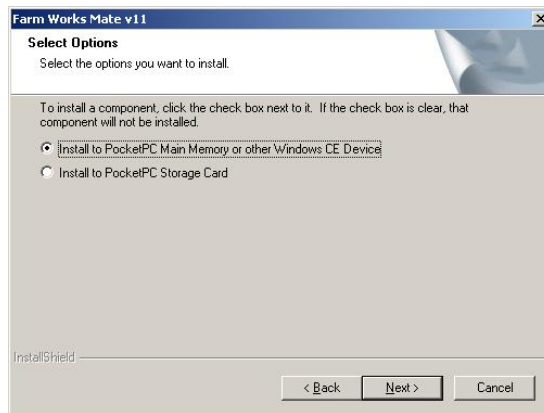 Farm Works Mate v11
Select Options
Select the options you want to install.
To install a component, click the check box next to it. If the check box is clear, that
component will not be installed.
Install to PocketPC Main Memory or other Windows CE Device
Install to PocketPC Storage Card
InstallShield
< Back Next > Cancel